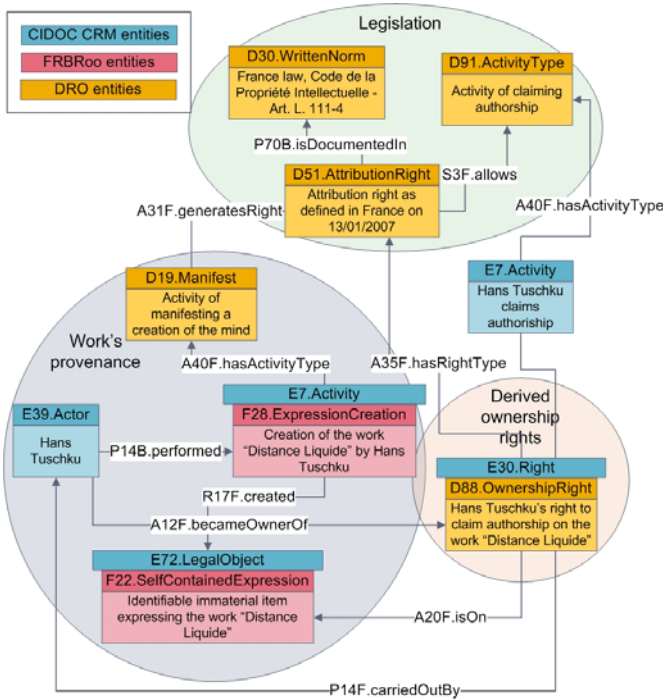 CIDOC CRM entities
FRBRoo entities
DRO entities
Legislation
D30.WrittenNorm
France law, Code de la
Propriété Intellectuelle -
Art. L. 111-4
D91.ActivityType
Activity of claiming
authorship
P70B.isDocumentedIn
S3F.allows
D51.AttributionRight
Attribution right as
defined in France on
13/01/2007
A31F.generatesRight
A40F.hasActivityType
D19.Manifest
Activity of
manifesting a
creation of the mind
E7.Activity
Hans Tuschku
claims
authoriship
Work's
provenance
A40F.hasActivityType
A35F.hasRightType
E7.Activity
F28.ExpressionCreation
Creation of the work
“Distance Liquide” by Hans
Tuschku
Derived
ownership
rights
E39.Actor
Hans
Tuschku
P14B.performed
E30.Right
D88.OwnershipRight
Hans Tuschku's right to
claim authorship on the
work “Distance Liquide”
R17F.created
A12F.becameOwnerOf
E72.LegalObject
F22.SelfContainedExpression
Identifiable immaterial item
expressing the work “Distance
Liquide”
A20F.isOn
P14F.carriedOutBy